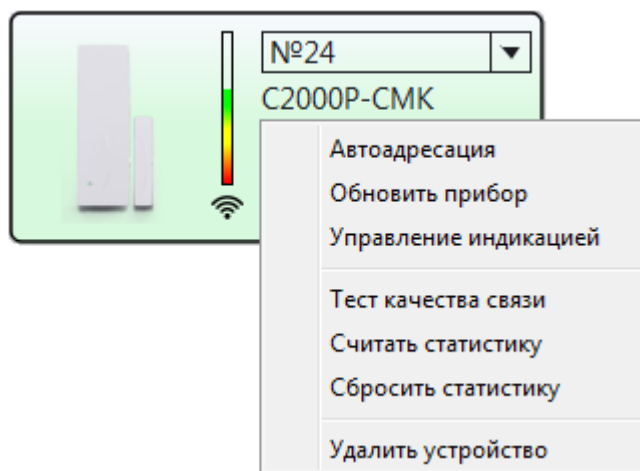 №24
С2000Р-СМК
Автоадресация
Обновить прибор
Управление индикацией
Тест качества связи
Считать статистику
Сбросить статистику
Удалить устройство